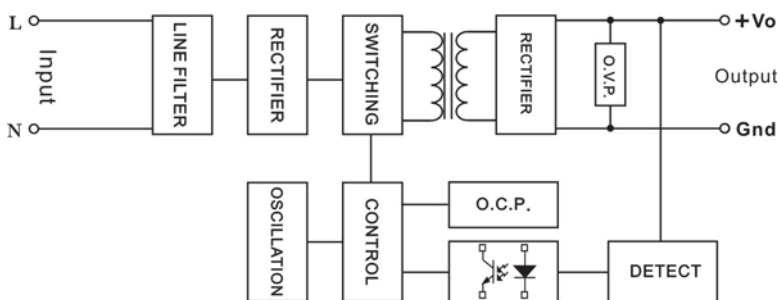 L
N
Input
LINE FILTER
RECTIFIER
SWITCHING
RECTIFIER
O.V.P.
+Vo
Output
Gnd
OSCILLATION
CONTROL
O.C.P.
DETECT